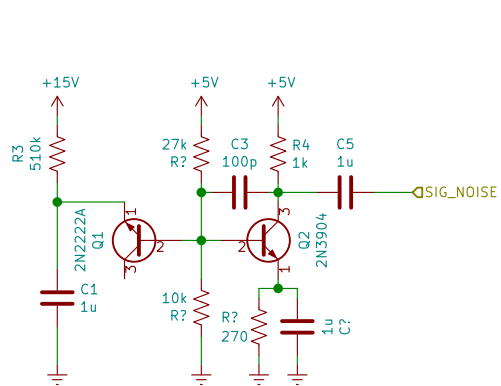 +15V
+5V
+5V
R3
510k
27k
R?
C3
100p
R4
1k
C5
1u
SIG_NOISE
1
2
3
2N2222A
Q1
3
2
1
Q2
2N3904
C1
1u
10k
R?
R?
270
1u
C?